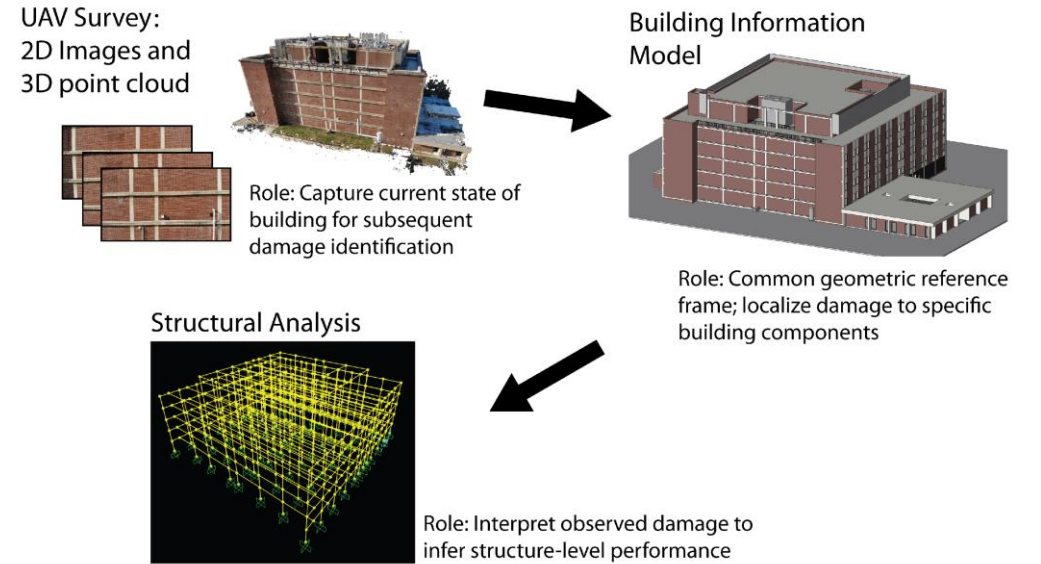 UAV Survey:
2D Images and
3D point cloud
Role: Capture current state of
building for subsequent
damage identification
Building Information
Model
Role: Common geometric reference
frame; localize damage to specific
building components
Structural Analysis
Role: Interpret observed damage to
infer structure-level performance